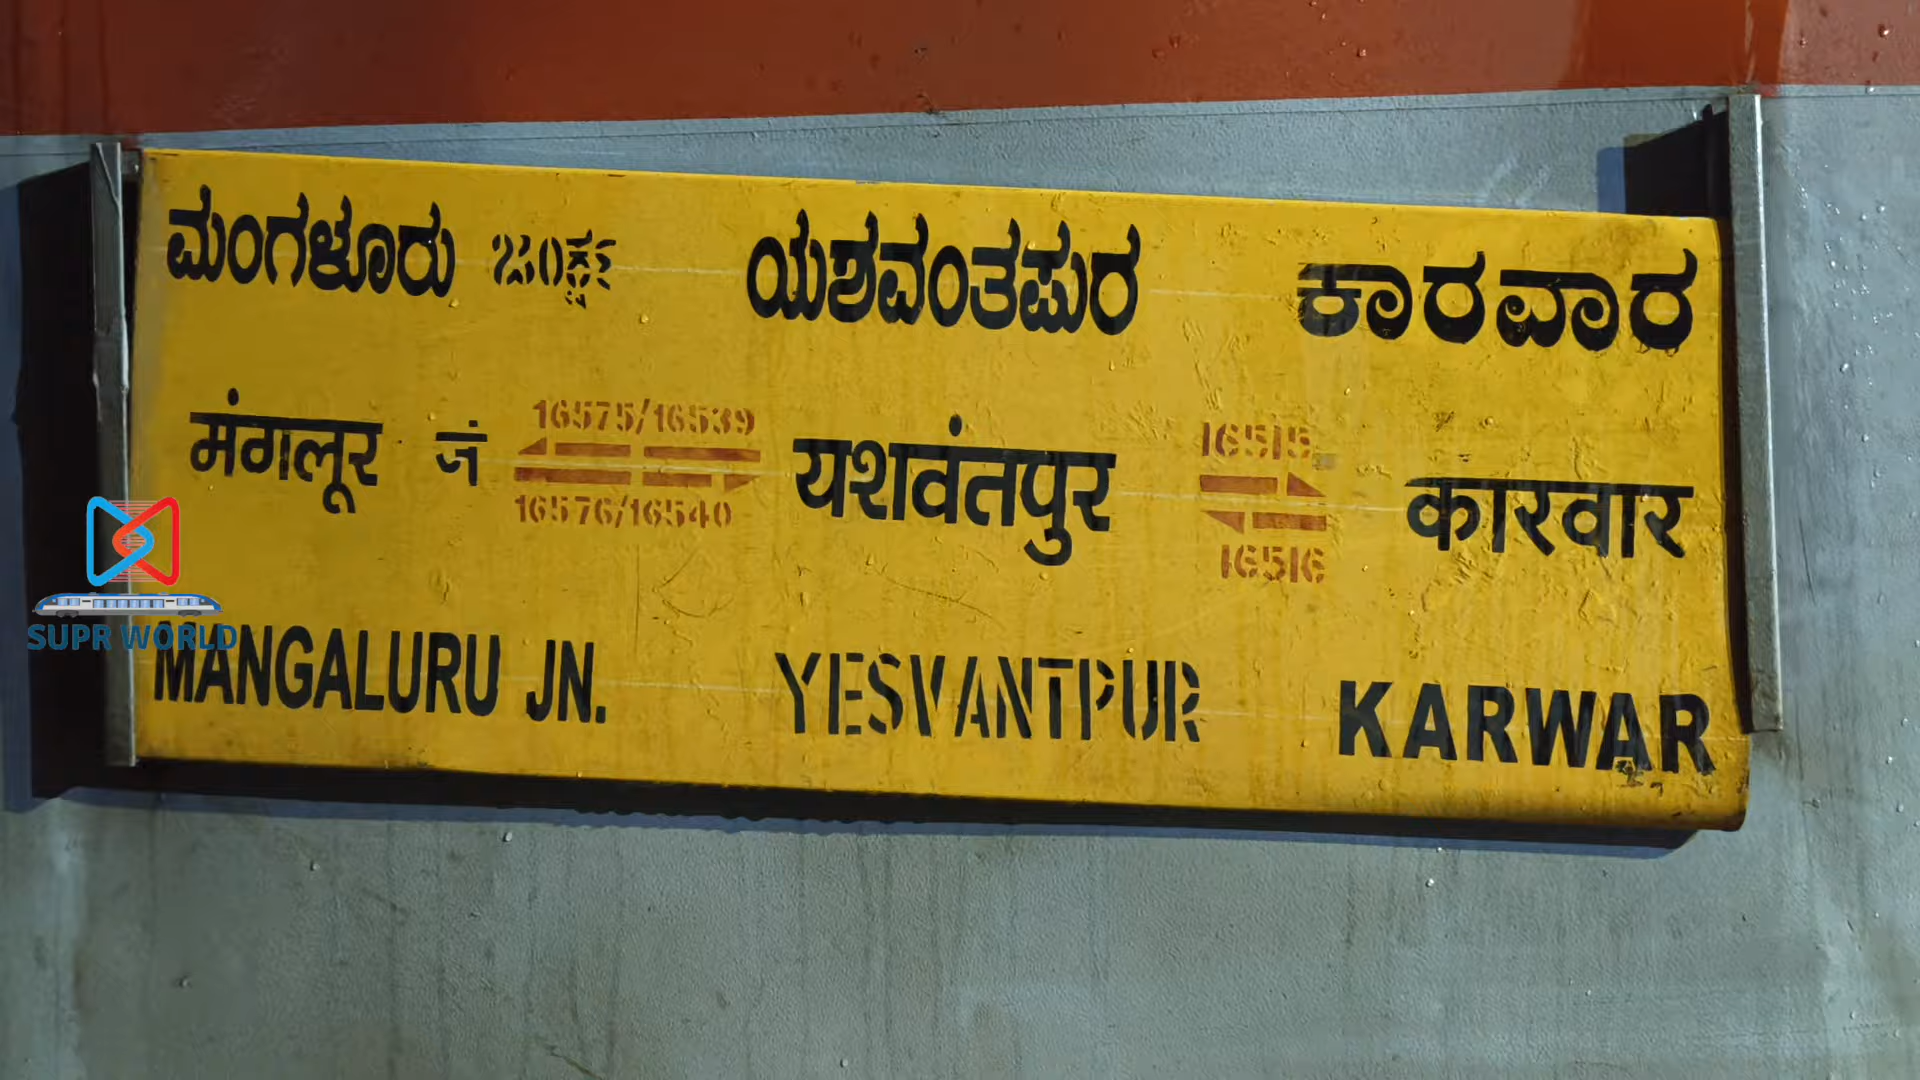 ಮಂಗಳೂರು ಜಂಕ್ಷ ಯಶವಂತಪುರ ಕಾರವಾರ
16575/16539 16515
मंगलूर जं यशवंतपुर कारवार
16576/16540 16516
MANGALURU JN. YESVANTPUR KARWAR
SUPR WORLD